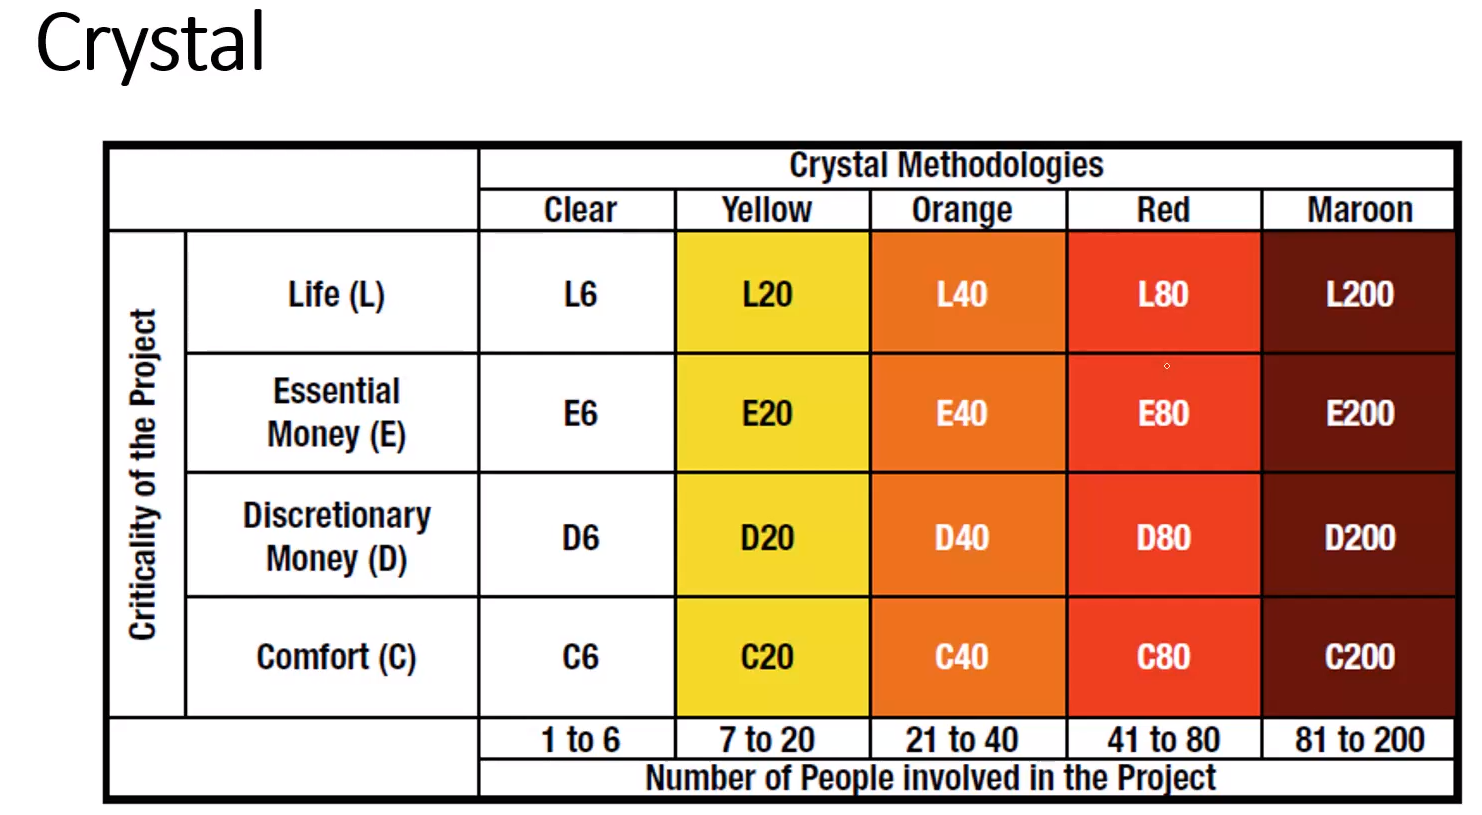 Crystal
Crystal Methodologies
Clear Yellow Orange Red Maroon
Criticality of the Project
Life (L) L6 L20 L40 L80 L200
Essential
Money (E) E6 E20 E40 E80 E200
Discretionary
Money (D) D6 D20 D40 D80 D200
Comfort (C) C6 C20 C40 C80 C200
1 to 6 7 to 20 21 to 40 41 to 80 81 to 200
Number of People involved in the Project